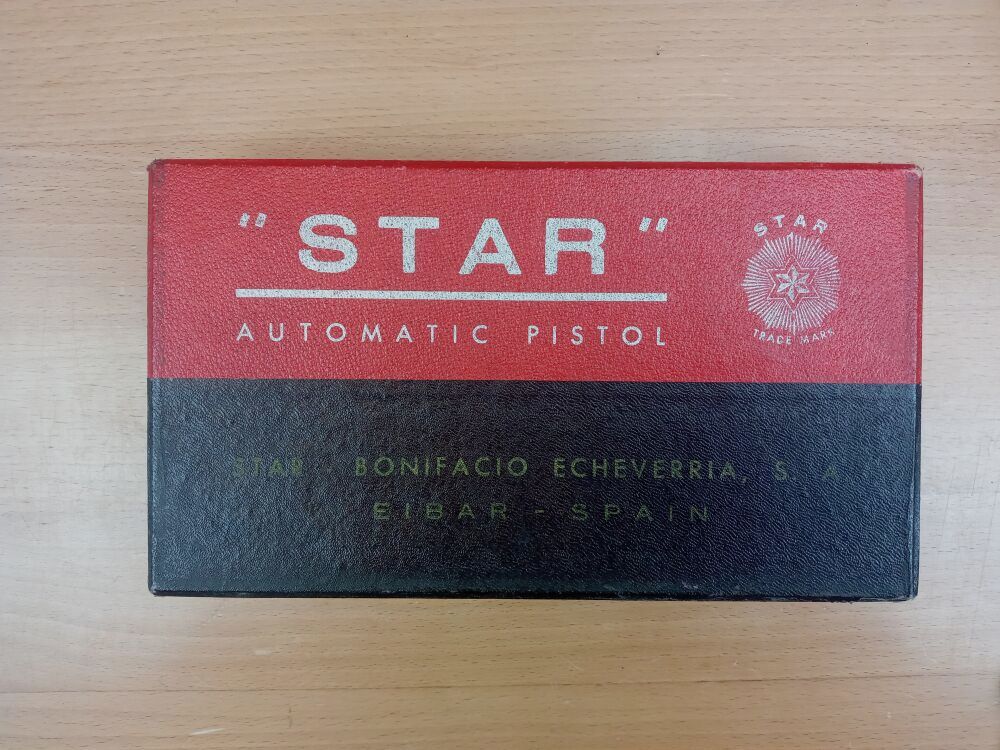 "STAR"
AUTOMATIC PISTOL
STAR
TRADE MARK
STAR - BONIFACIO ECHEVERRIA, S. A.
EIBAR - SPAIN